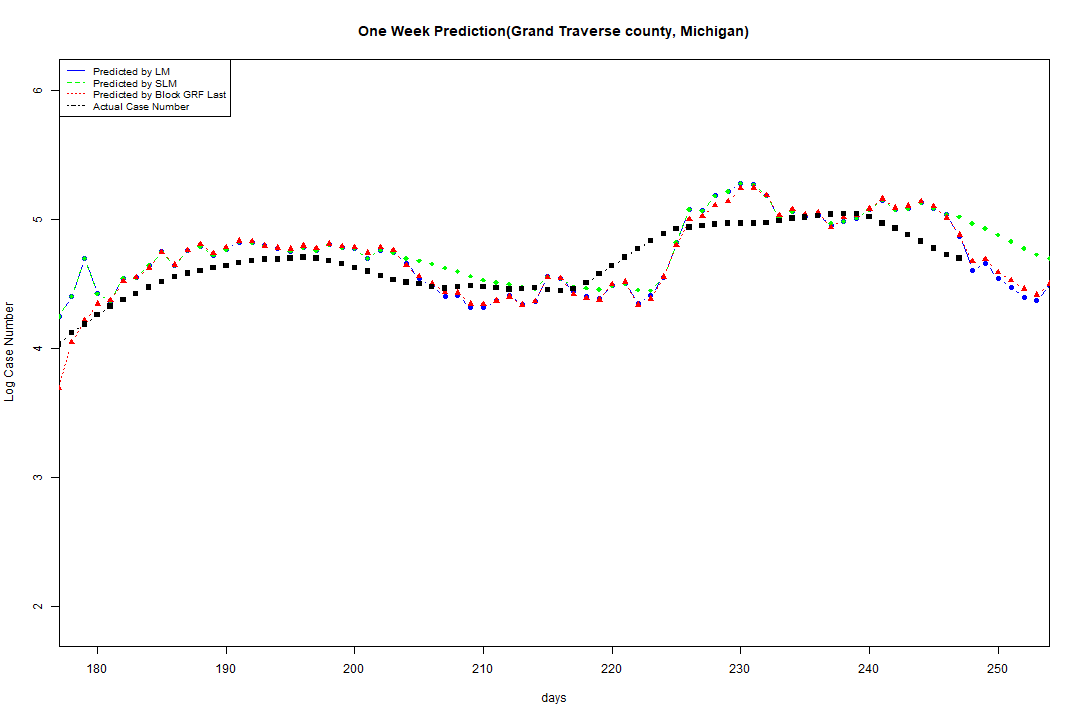 One Week Prediction(Grand Traverse county, Michigan)
Predicted by LM
Predicted by SLM
Predicted by Block GRF Last
Actual Case Number
6
5
4
3
2
Log Case Number
180 190 200 210 220 230 240 250
days